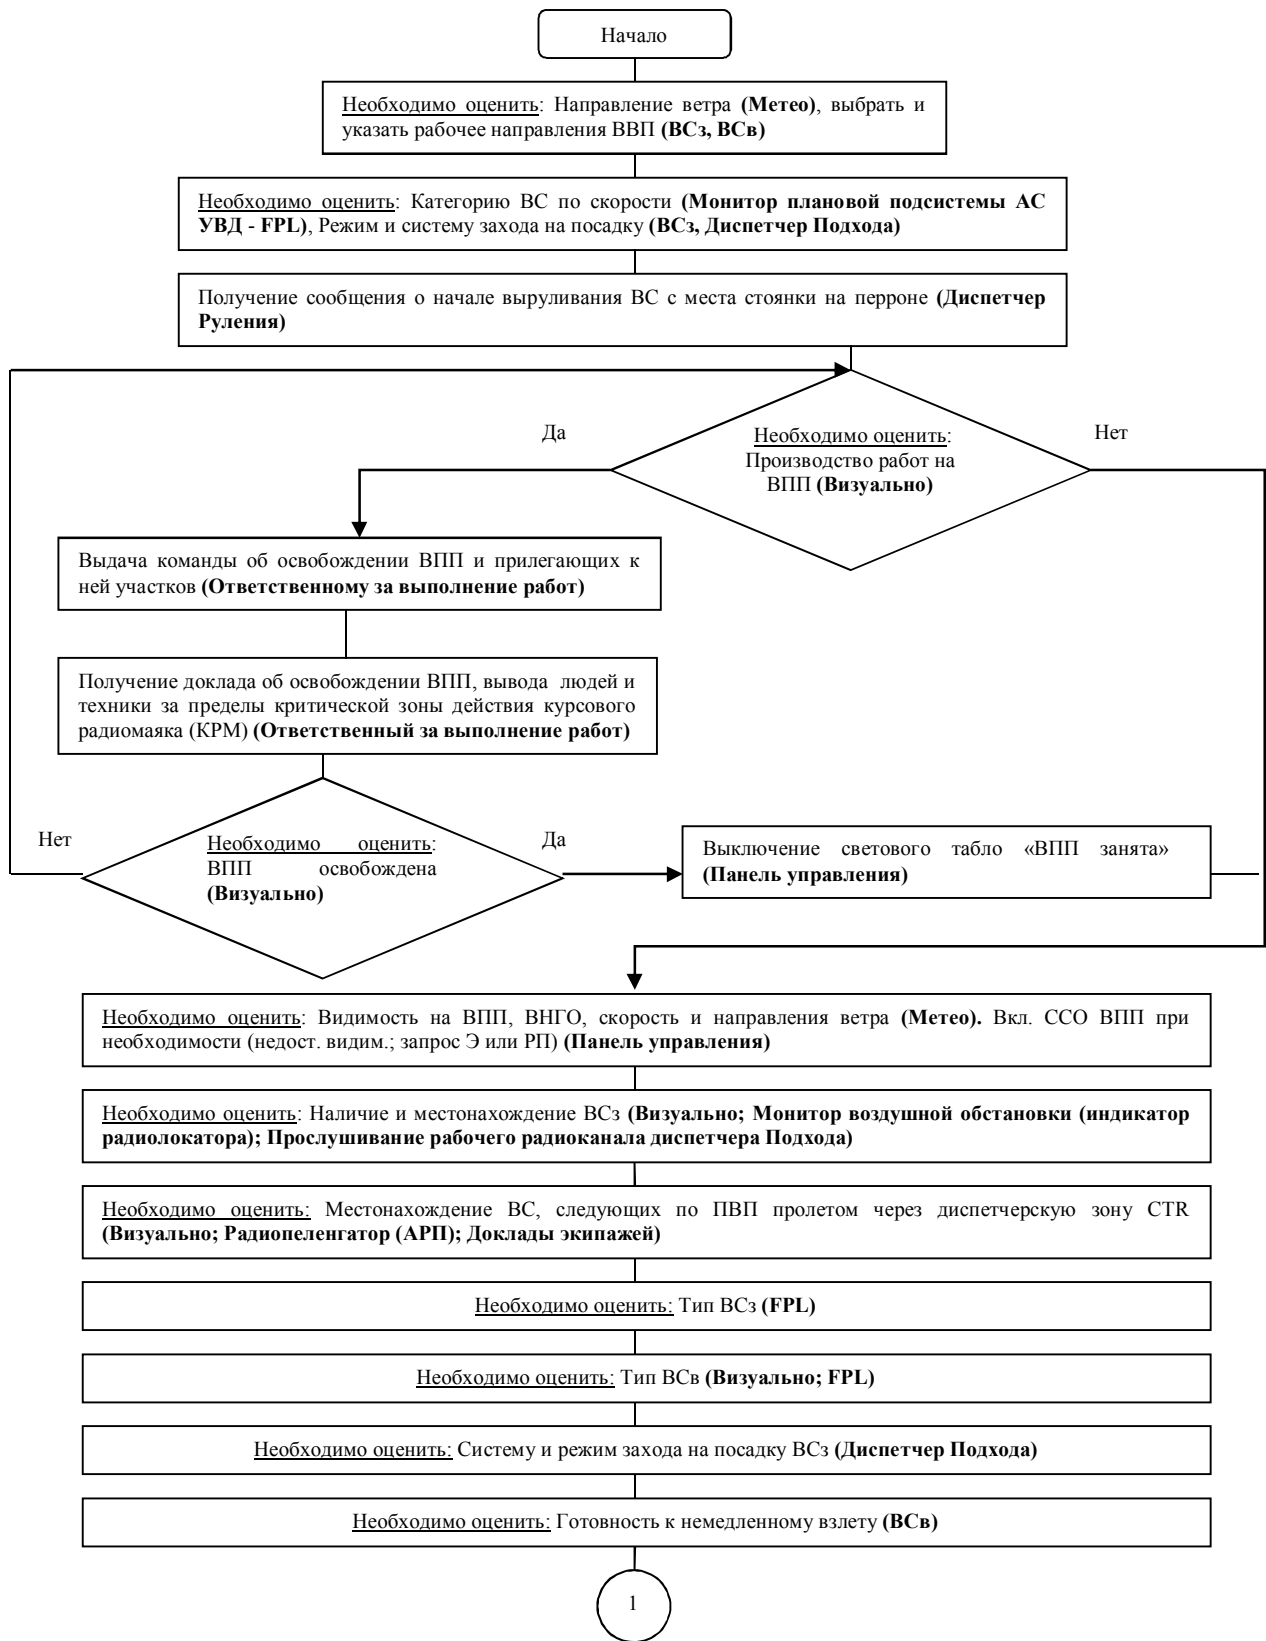 Начало
Необходимо оценить: Направление ветра (Метео), выбрать и
указать рабочее направления ВВП (ВСз, ВСв)
Необходимо оценить: Категорию ВС по скорости (Монитор плановой подсистемы АС
УВД - FPL), Режим и систему захода на посадку (ВСз, Диспетчер Подхода)
Получение сообщения о начале выруливания ВС с места стоянки на перроне (Диспетчер
Руления)
Да
Необходимо оценить:
Производство работ на
ВПП (Визуально)
Нет
Выдача команды об освобождении ВПП и прилегающих к
ней участков (Ответственному за выполнение работ)
Получение доклада об освобождении ВПП, вывода людей и
техники за пределы критической зоны действия курсового
радиомаяка (КРМ) (Ответственный за выполнение работ)
Нет
Необходимо оценить:
ВПП освобождена
(Визуально)
Да
Выключение светового табло «ВПП занята»
(Панель управления)
Необходимо оценить: Видимость на ВПП, ВНГО, скорость и направления ветра (Метео). Вкл. ССО ВПП при
необходимости (недост. видим.; запрос Э или РП) (Панель управления)
Необходимо оценить: Наличие и местонахождение ВСз (Визуально; Монитор воздушной обстановки (индикатор
радиолокатора); Прослушивание рабочего радиоканала диспетчера Подхода)
Необходимо оценить: Местонахождение ВС, следующих по ПВП пролетом через диспетчерскую зону CTR
(Визуально; Радиопеленгатор (АРП); Доклады экипажей)
Необходимо оценить: Тип ВСз (FPL)
Необходимо оценить: Тип ВСв (Визуально; FPL)
Необходимо оценить: Систему и режим захода на посадку ВСз (Диспетчер Подхода)
Необходимо оценить: Готовность к немедленному взлету (ВСв)
1